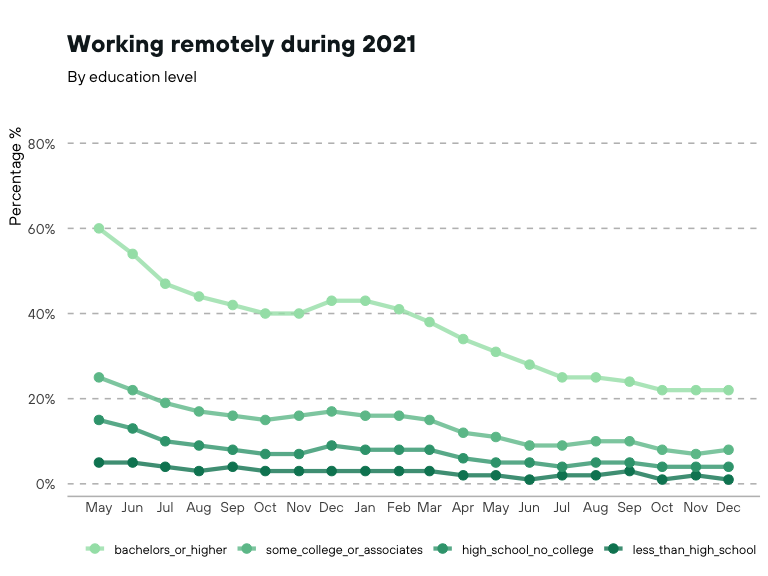 Working remotely during 2021
By education level
Percentage %
80%
60%
40%
20%
0%
May Jun Jul Aug Sep Oct Nov Dec Jan Feb Mar Apr May Jun Jul Aug Sep Oct Nov Dec
bachelors_or_higher some_college_or_associates high_school_no_college less_than_high_school